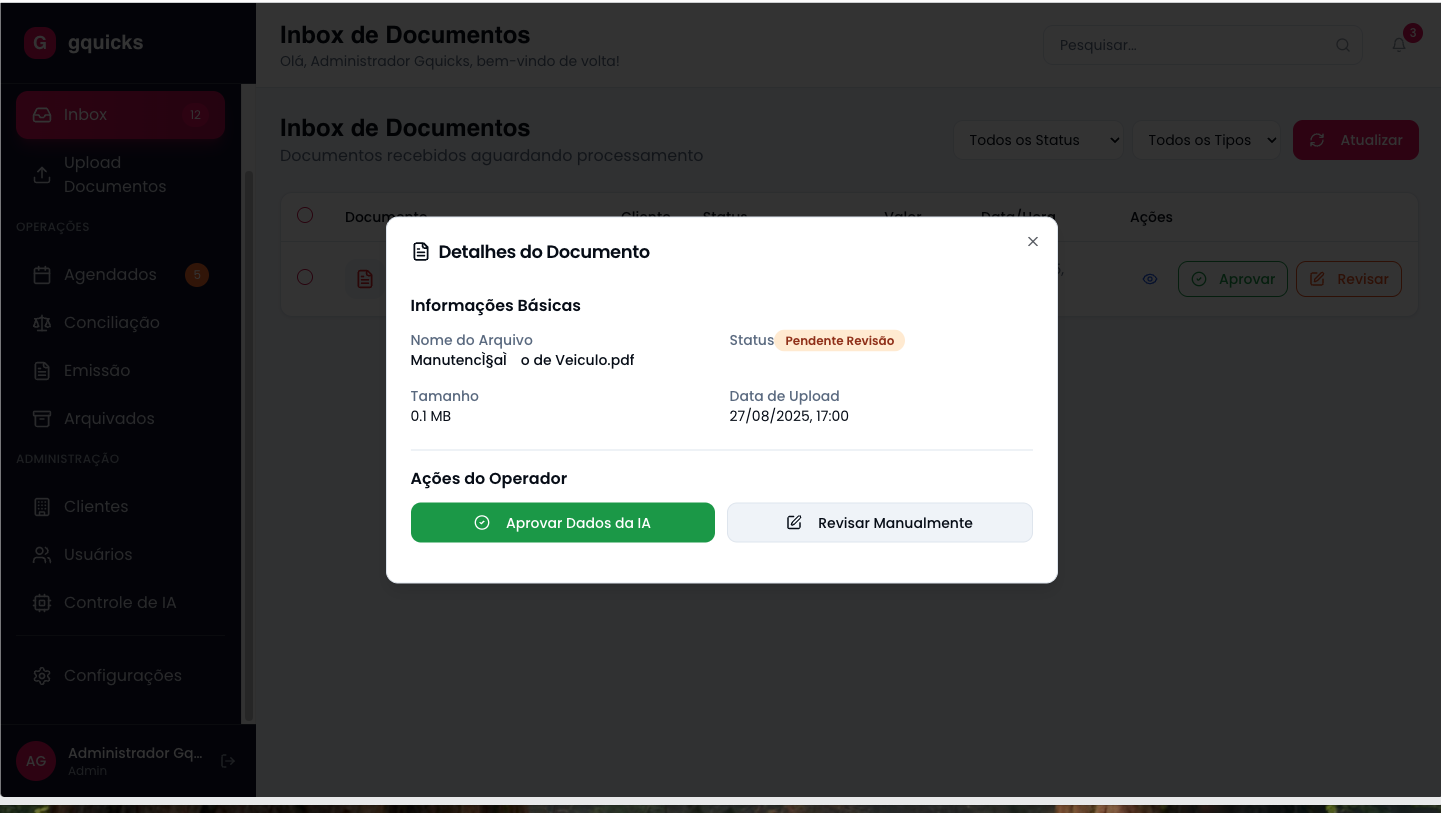 G gquicks
Inbox de Documentos
Olá, Administrador Gquicks, bem-vindo de volta!
Pesquisar...
3
Inbox 12
Upload
Documentos
OPERAÇÕES
Agendados 5
Conciliação
Emissão
Arquivados
ADMINISTRAÇÃO
Clientes
Usuários
Controle de IA
Configurações
AG Administrador Gq...
Admin
Inbox de Documentos
Documentos recebidos aguardando processamento
Todos os Status
Todos os Tipos
Atualizar
Documento Cliente Status Valor Data/Hora Ações
Aprovar Revisar
Detalhes do Documento
Informações Básicas
Nome do Arquivo
ManutencÌ§aÌ o de Veiculo.pdf
Status Pendente Revisão
Tamanho
0.1 MB
Data de Upload
27/08/2025, 17:00
Ações do Operador
Aprovar Dados da IA
Revisar Manualmente